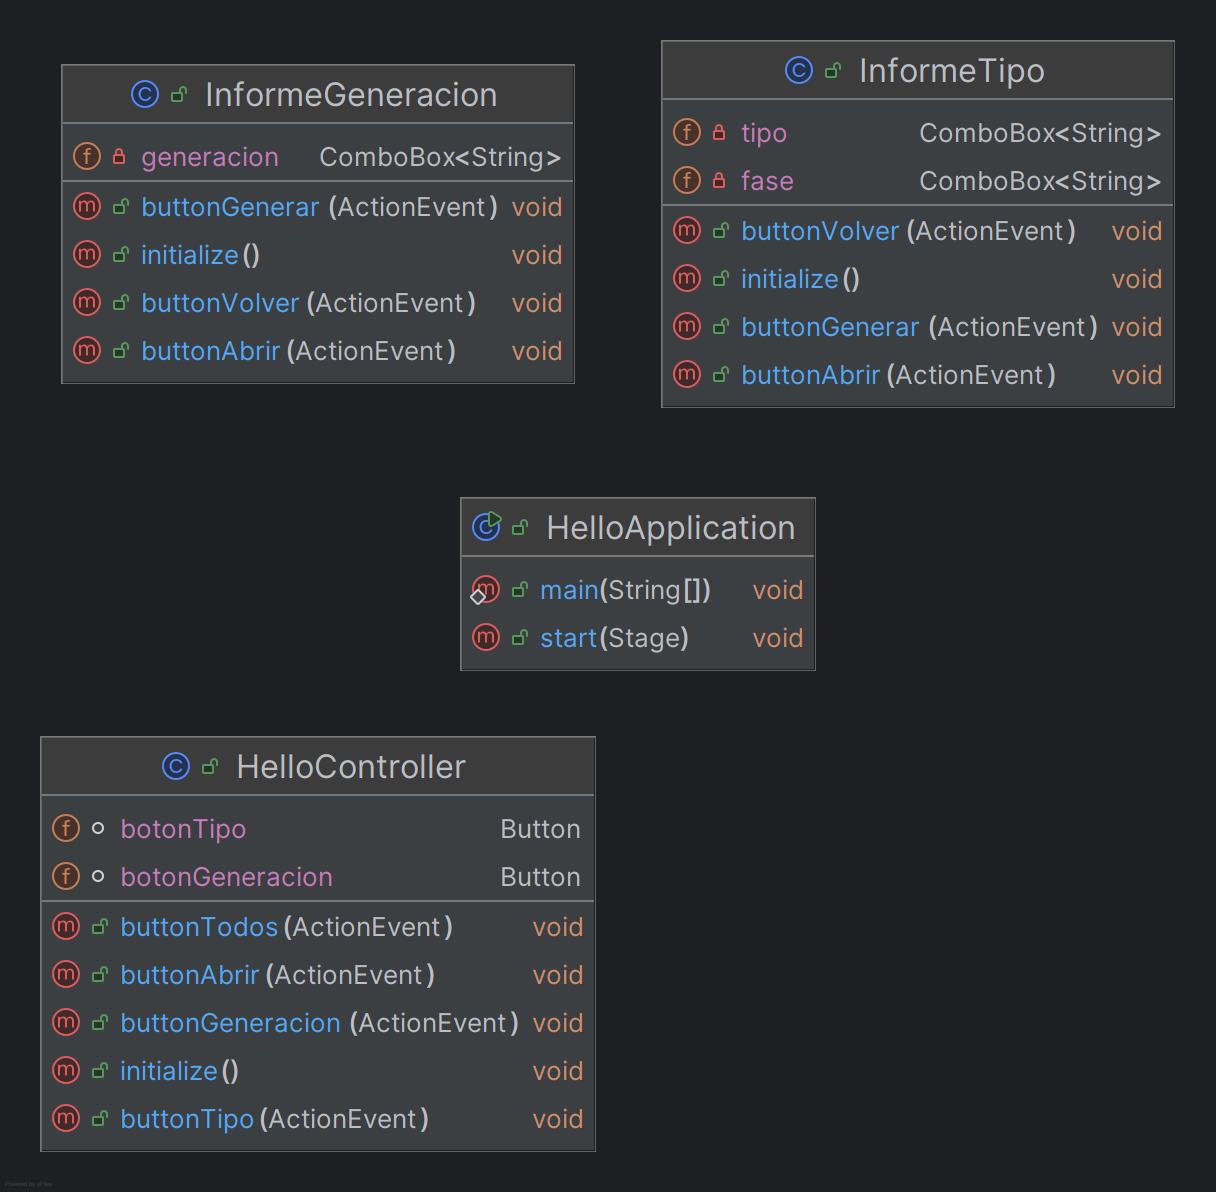 InformeGeneracion
generacion ComboBox<String>
buttonGenerar (ActionEvent) void
initialize() void
buttonVolver (ActionEvent) void
buttonAbrir (ActionEvent) void
InformeTipo
tipo ComboBox<String>
fase ComboBox<String>
buttonVolver (ActionEvent) void
initialize() void
buttonGenerar (ActionEvent) void
buttonAbrir (ActionEvent) void
HelloApplication
main(String[]) void
start(Stage) void
HelloController
botonTipo Button
botonGeneracion Button
buttonTodos (ActionEvent) void
buttonAbrir (ActionEvent) void
buttonGeneracion (ActionEvent) void
initialize() void
buttonTipo (ActionEvent) void
Powered by yFiles